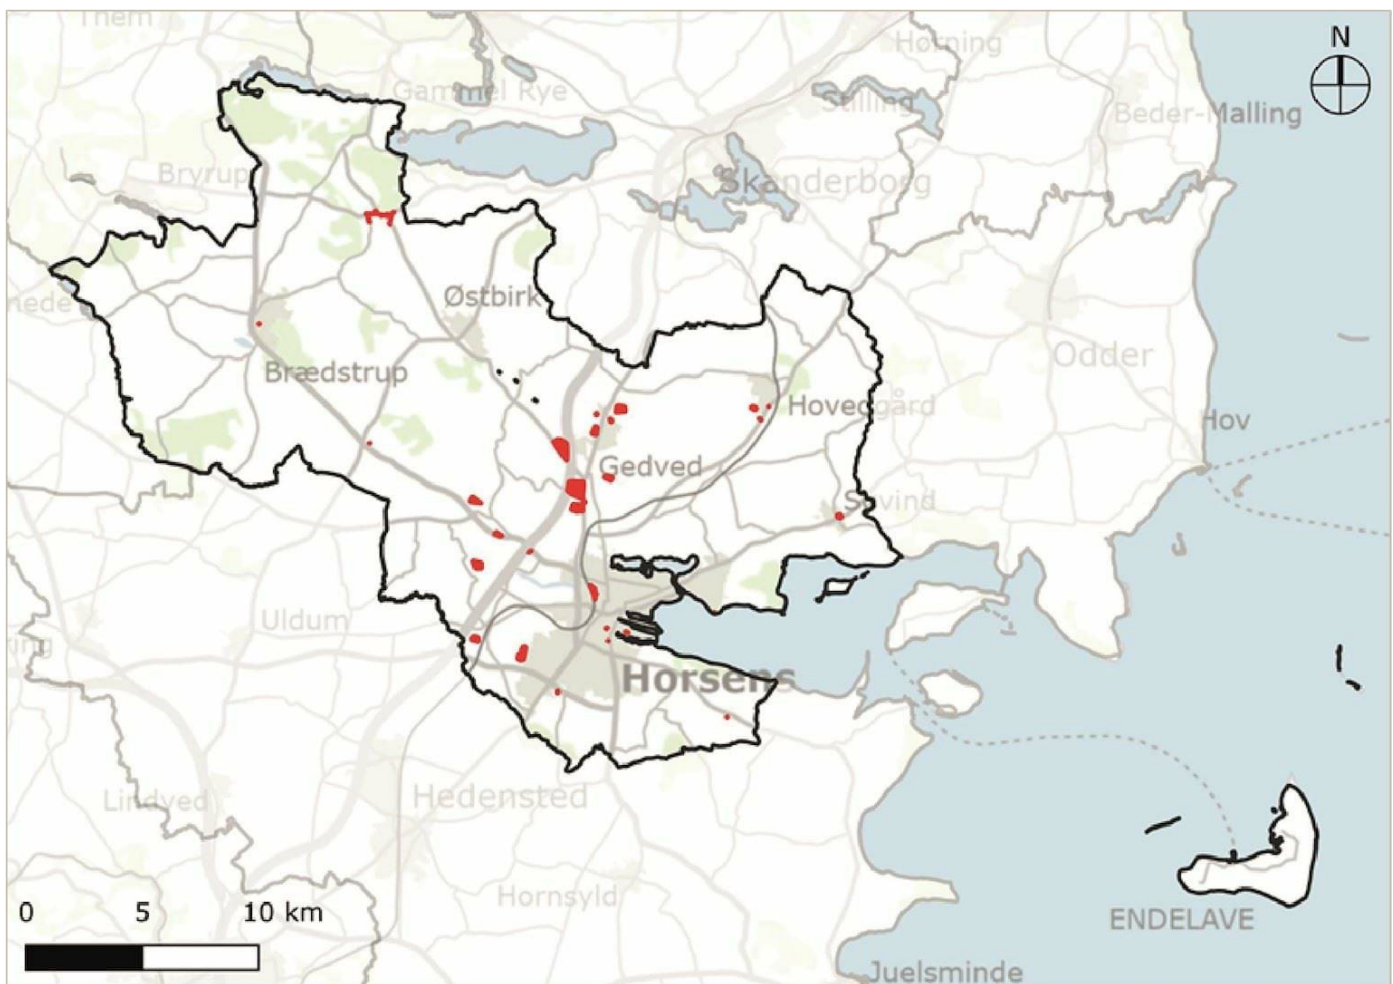 Them
Hørning
N
Gammel Rye
Stilling
Beder-Malling
Bryrup
Skanderborg
Østbirk
Odder
Brædstrup
Hovedgård
Hov
Gedved
Søvind
Uldum
Horsens
Lindved
Hedensted
Hornsyld
0 5 10 km
ENDELAVE
Juelsminde